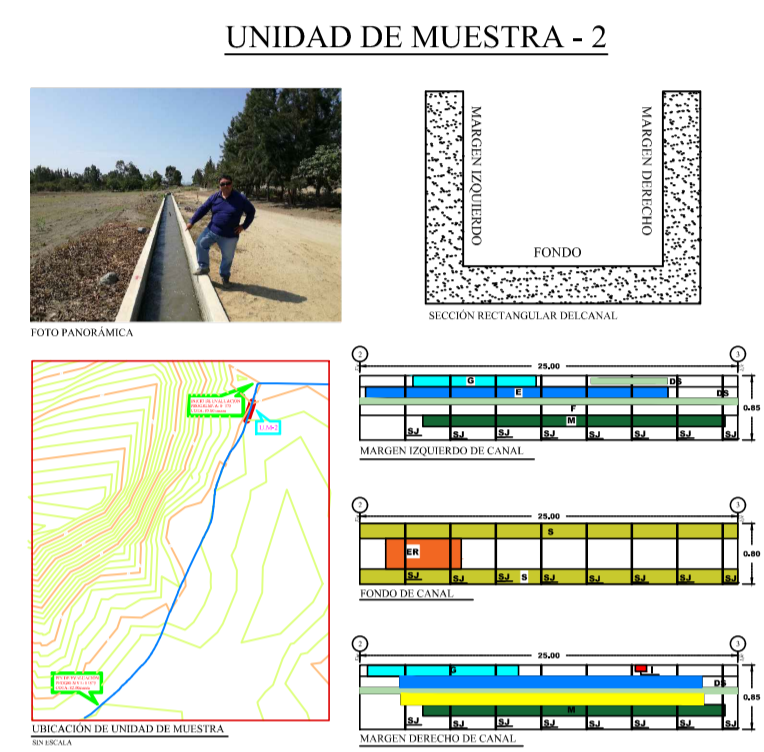 UNIDAD DE MUESTRA - 2
MARGEN IZQUIERDO
MARGEN DERECHO
FONDO
FOTO PANORÁMICA
SECCIÓN RECTANGULAR DELCANAL
U.M-2
UBICACIÓN DE UNIDAD DE MUESTRA
SIN ESCALA
2
3
25.00
G
DS
E
DS
F
M
0.85
SJ SJ SJ SJ SJ SJ SJ SJ
MARGEN IZQUIERDO DE CANAL
2
3
25.00
S
ER
0.80
SJ SJ SJ S SJ SJ SJ SJ SJ
FONDO DE CANAL
2
3
25.00
G
DS
0.85
M
SJ SJ SJ SJ SJ SJ SJ SJ
MARGEN DERECHO DE CANAL